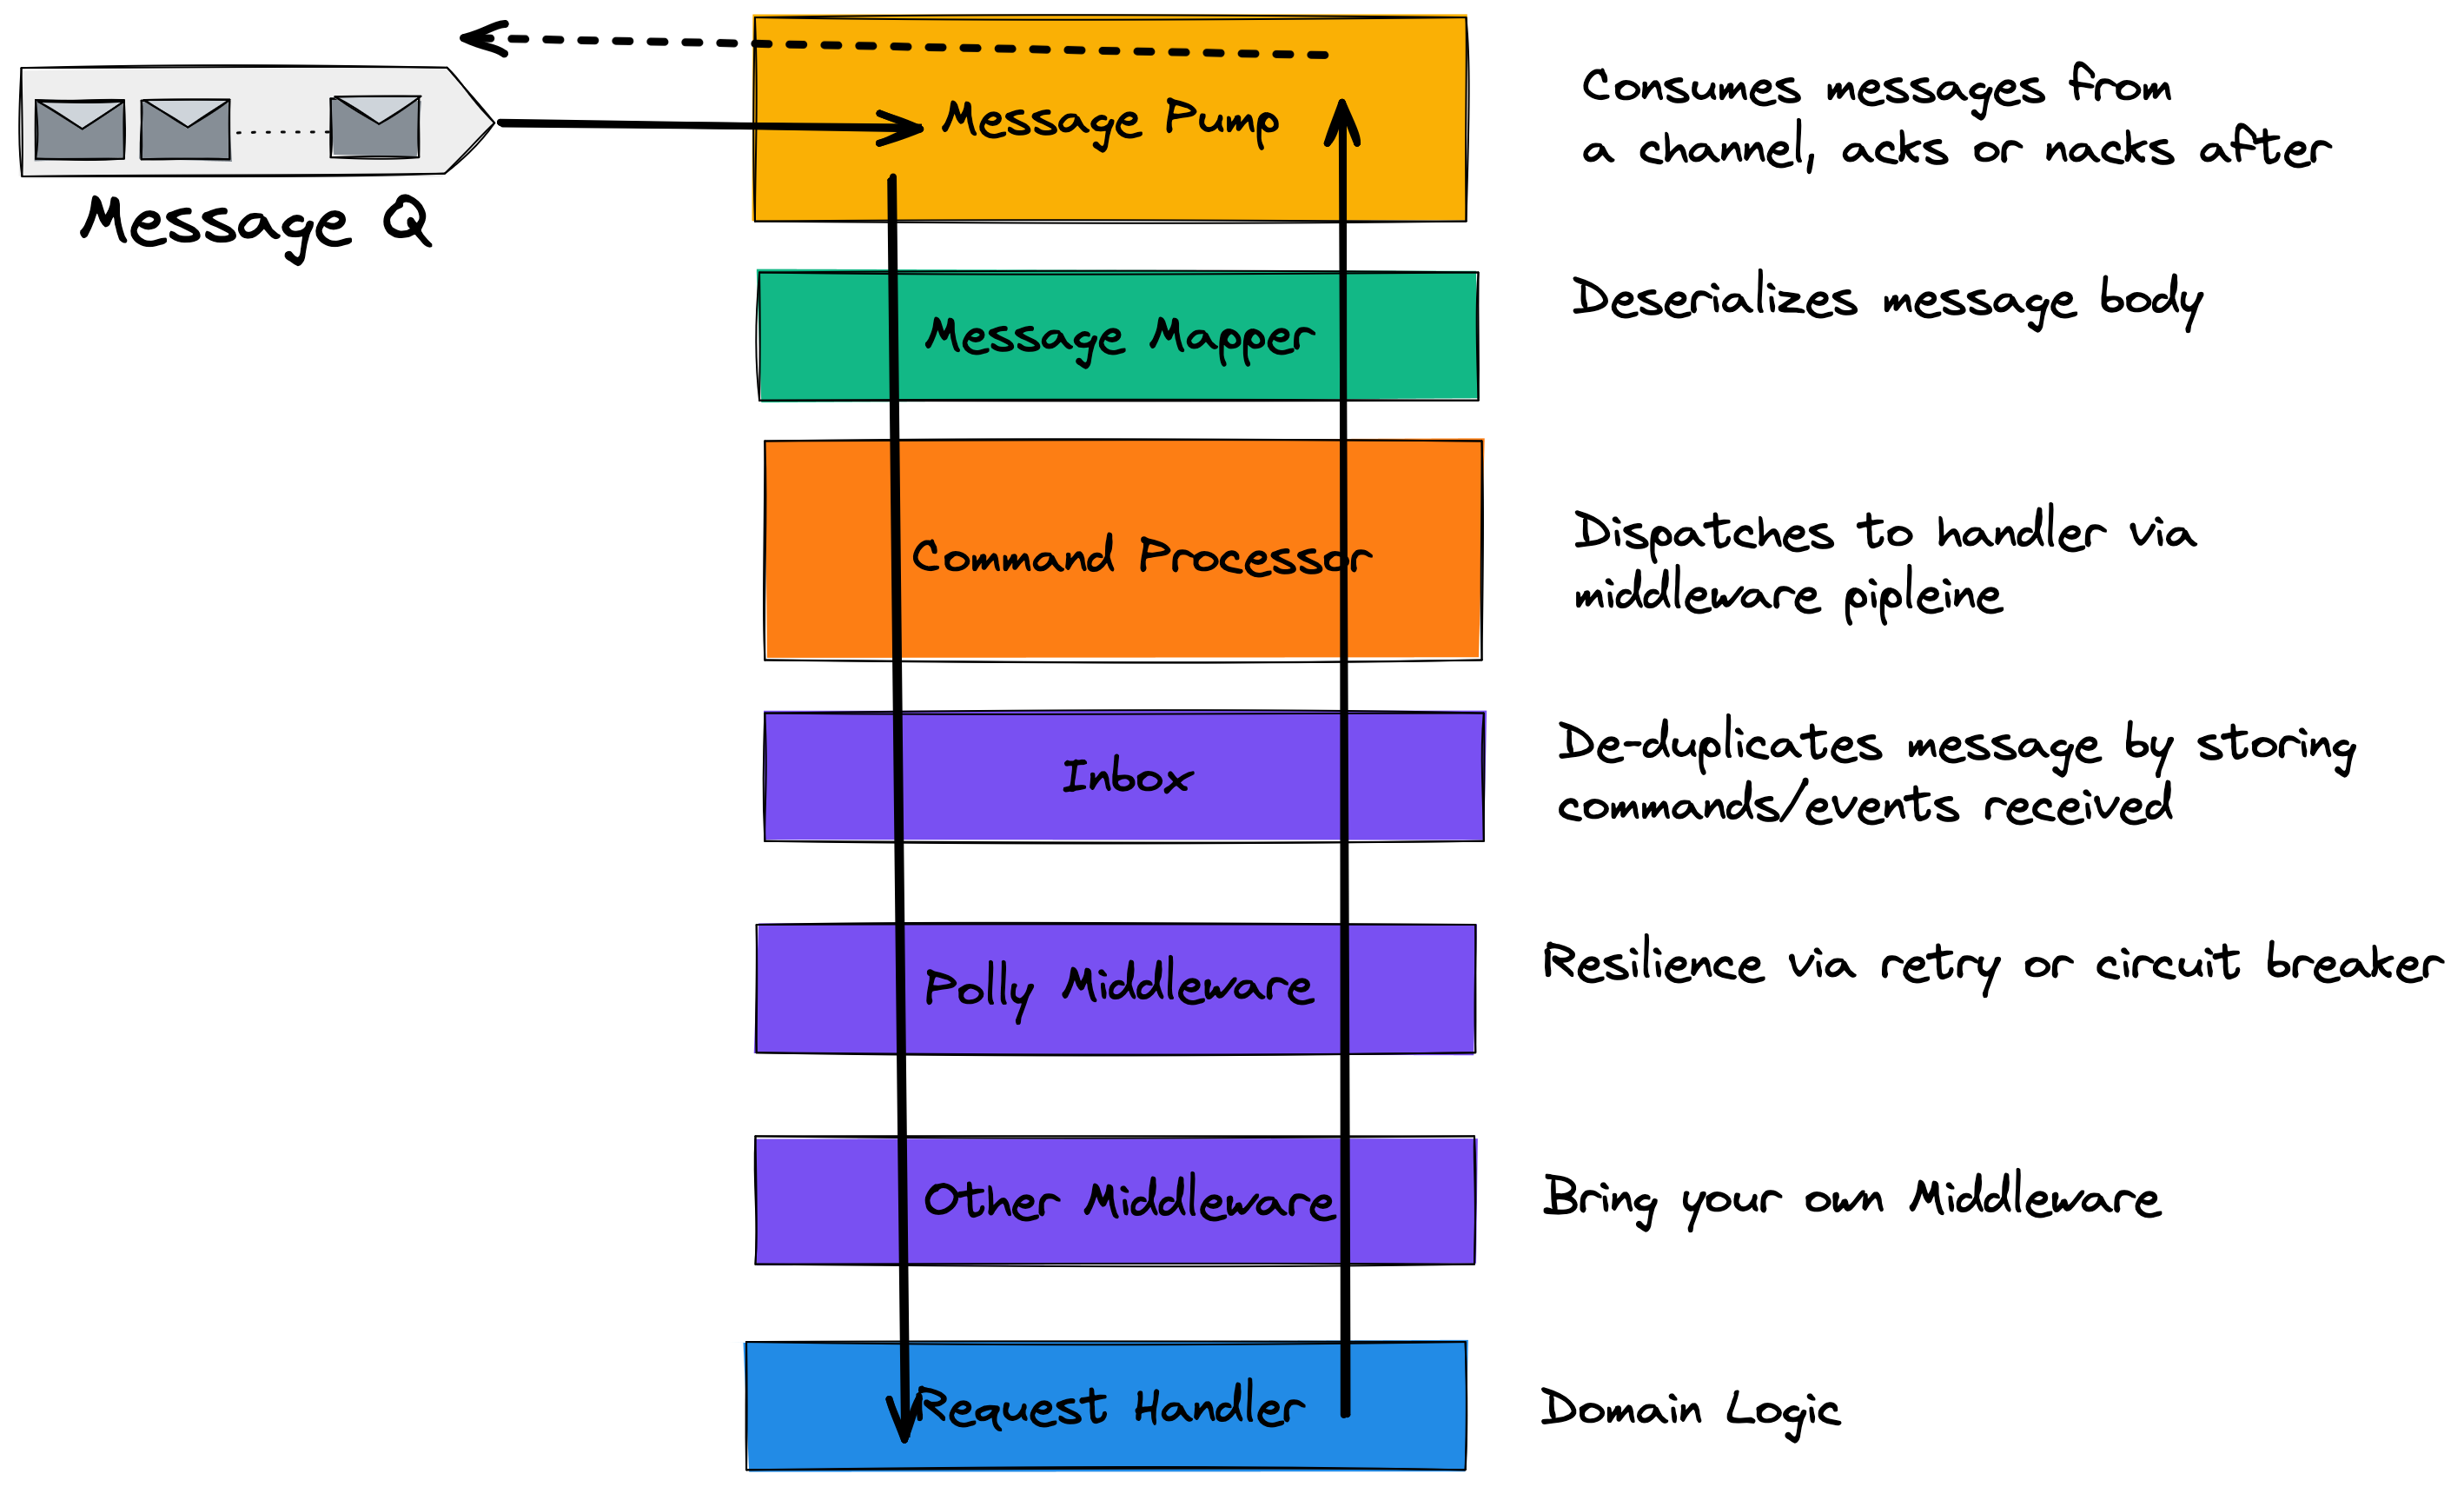 Message Pump
Consumes messages from
a channel, acks or nacks after
Message Q
Message Mapper
Deserializes message body
Command Processor
Dispatches to handler via
middleware pipleine
Inbox
De-duplicates message by storing
commands/events received
Polly Middleware
Resilience via retry or circuit breaker
Other Middleware
Bring your own Middleware
Request Handler
Domain Logic